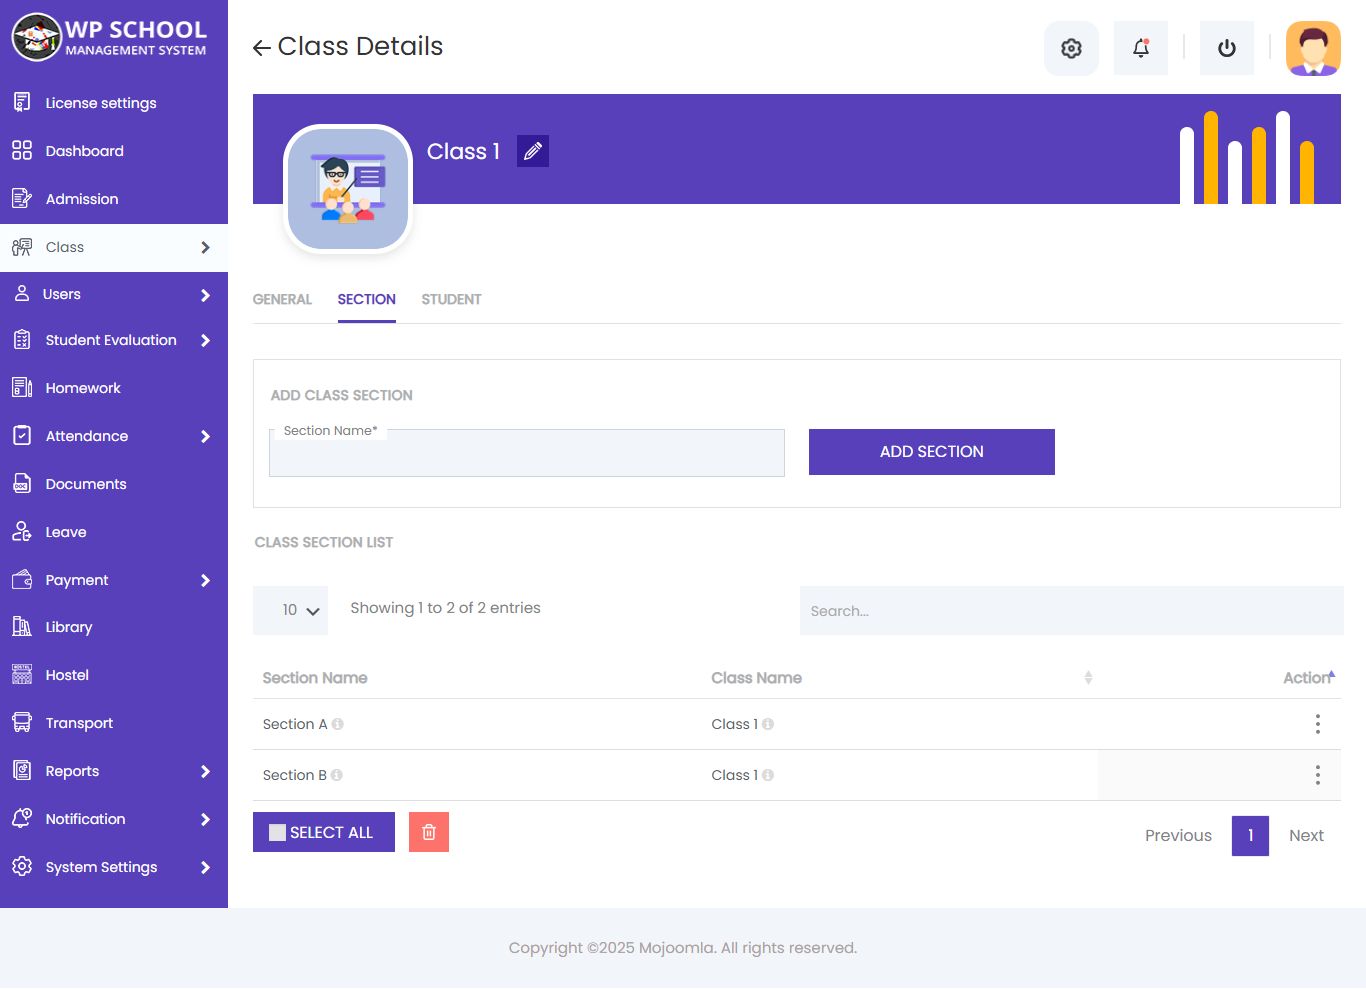 WP SCHOOL
MANAGEMENT SYSTEM
License settings
Dashboard
Admission
Class
Users
Student Evaluation
Homework
Attendance
Documents
Leave
Payment
Library
Hostel
Transport
Reports
Notification
System Settings
Class Details
Class 1
GENERAL SECTION STUDENT
ADD CLASS SECTION
Section Name*
ADD SECTION
CLASS SECTION LIST
10 Showing 1 to 2 of 2 entries Search...
Section Name Class Name Action
Section A Class 1
Section B Class 1
SELECT ALL
Previous 1 Next
Copyright ©2025 Mojoomla. All rights reserved.